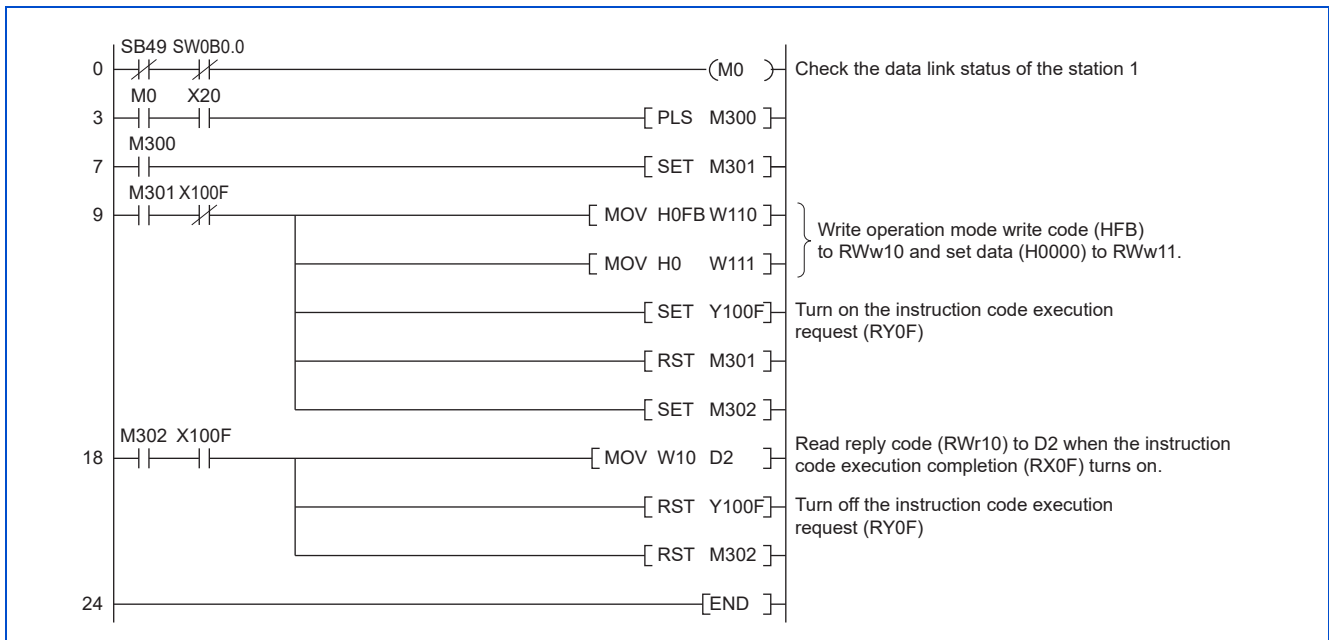 SB49 SW0B0.0
0 (M0 ) Check the data link status of the station 1
M0 X20
3 [ PLS M300 ]
M300
7 [ SET M301 ]
M301 X100F
9 [ MOV H0FB W110 ]
Write operation mode write code (HFB)
to RWw10 and set data (H0000) to RWw11.
[ MOV H0 W111 ]
[ SET Y100F ] Turn on the instruction code execution
request (RY0F)
[ RST M301 ]
[ SET M302 ]
M302 X100F
18 [ MOV W10 D2 ] Read reply code (RWr10) to D2 when the instruction
code execution completion (RX0F) turns on.
[ RST Y100F ] Turn off the instruction code execution
request (RY0F)
[ RST M302 ]
24 [END ]